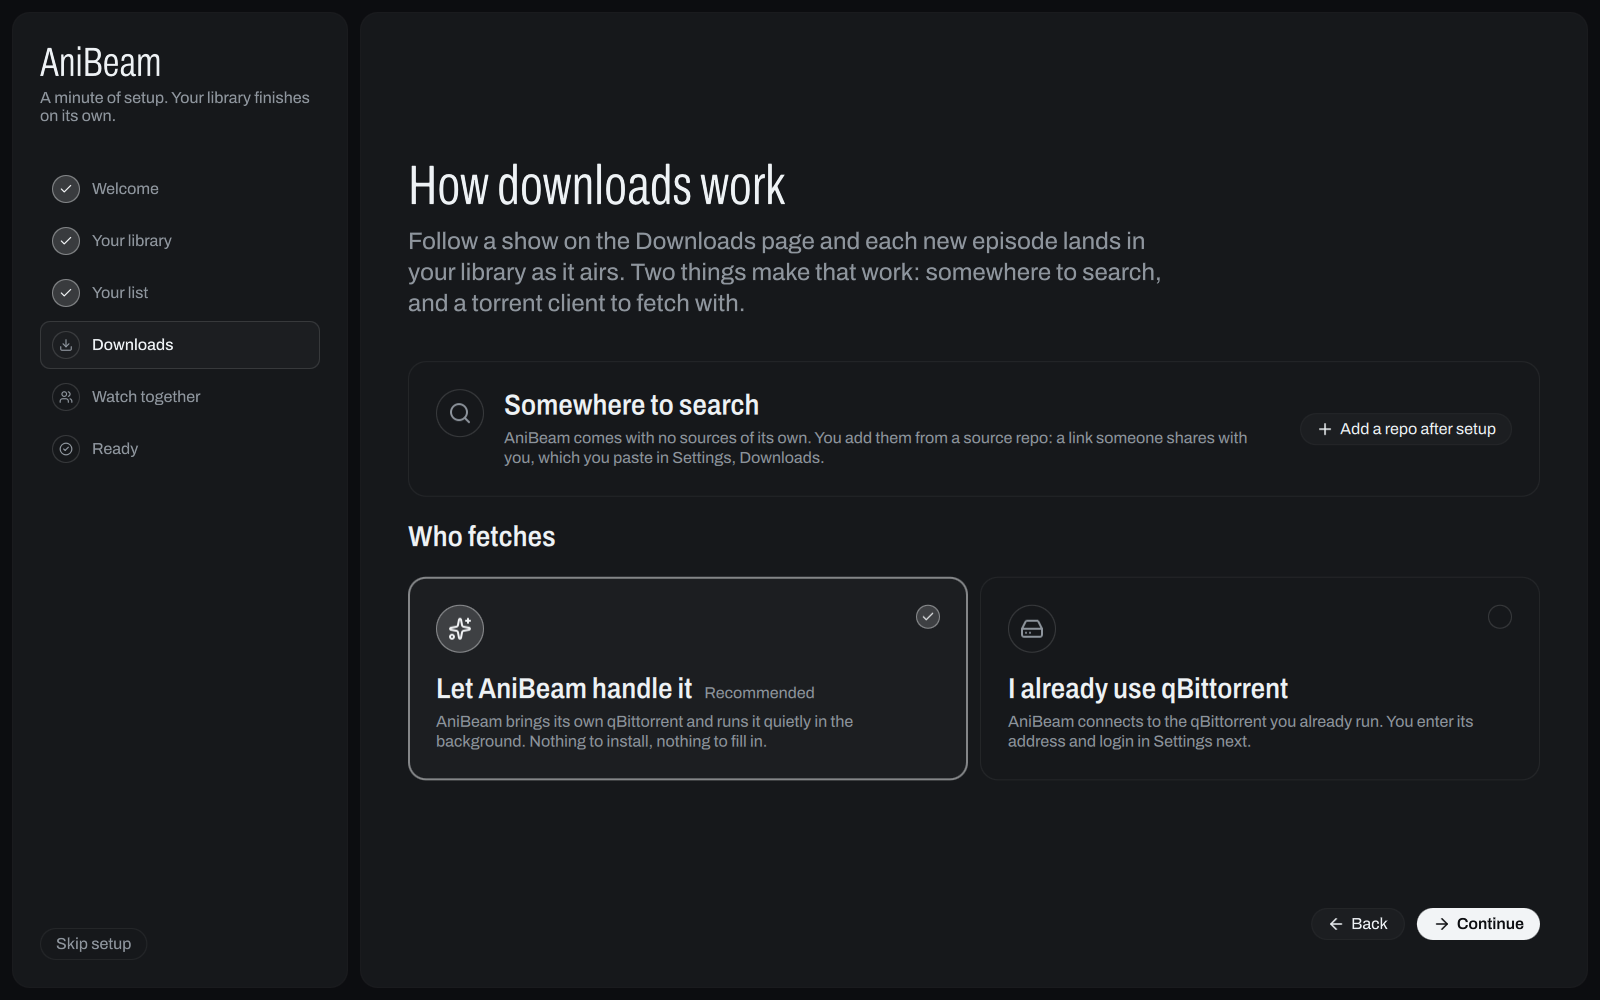 AniBeam
A minute of setup. Your library finishes
on its own.
Welcome
Your library
Your list
Downloads
Watch together
Ready
Skip setup
How downloads work
Follow a show on the Downloads page and each new episode lands in
your library as it airs. Two things make that work: somewhere to search,
and a torrent client to fetch with.
Somewhere to search
AniBeam comes with no sources of its own. You add them from a source repo: a link someone shares with
you, which you paste in Settings, Downloads.
Add a repo after setup
Who fetches
Let AniBeam handle it Recommended
AniBeam brings its own qBittorrent and runs it quietly in the
background. Nothing to install, nothing to fill in.
I already use qBittorrent
AniBeam connects to the qBittorrent you already run. You enter its
address and login in Settings next.
Back
Continue